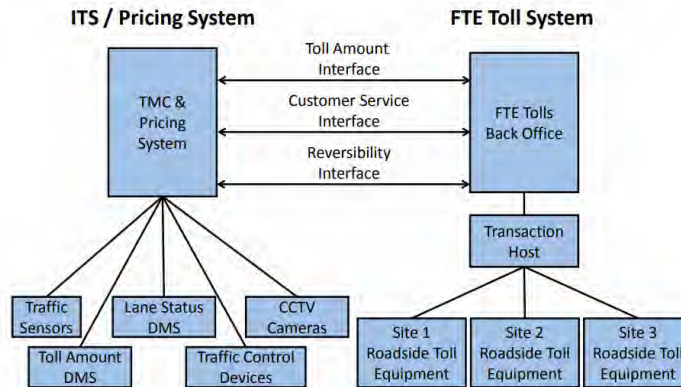 ITS / Pricing System
FTE Toll System
TMC &
Pricing
System
Toll Amount
Interface
Customer Service
Interface
Reversibility
Interface
FTE Tolls
Back Office
Transaction
Host
Traffic
Sensors
Lane Status
DMS
CCTV
Cameras
Toll Amount
DMS
Traffic Control
Devices
Site 1
Roadside Toll
Equipment
Site 2
Roadside Toll
Equipment
Site 3
Roadside Toll
Equipment